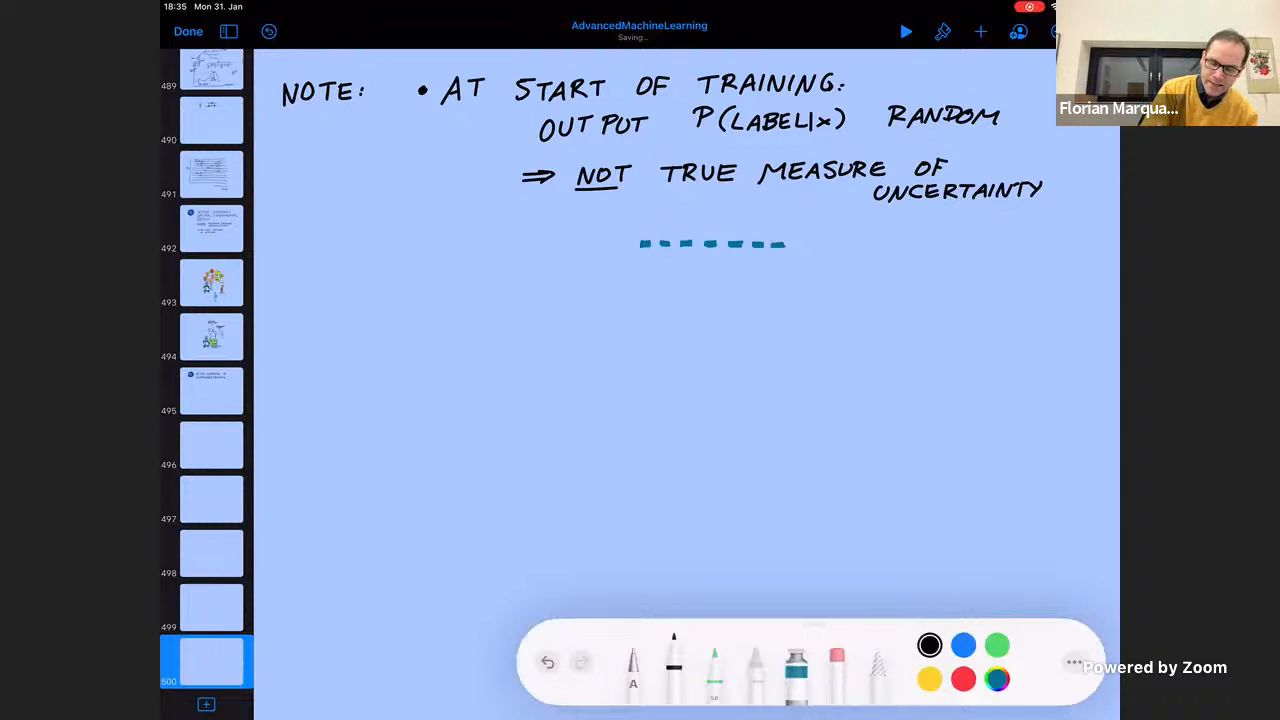 18:35 Mon 31. Jan
Done
AdvancedMachineLearning
Saving...
Florian Marqua...
NOTE: • AT START OF TRAINING:
OUTPUT P(LABEL|x) RANDOM
⇒ NOT TRUE MEASURE OF
UNCERTAINTY
489
490
491
492
493
494
495
496
497
498
499
500
A
50
Powered by Zoom